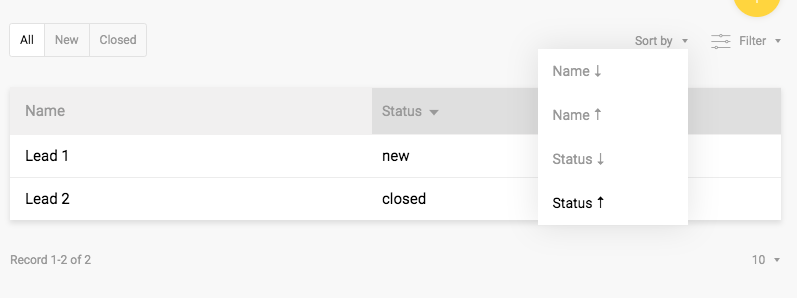 All New Closed Sort by Filter
Name ↓
Name Status
Name ↑
Lead 1 new
Status ↓
Lead 2 closed
Status ↑
Record 1-2 of 2 10